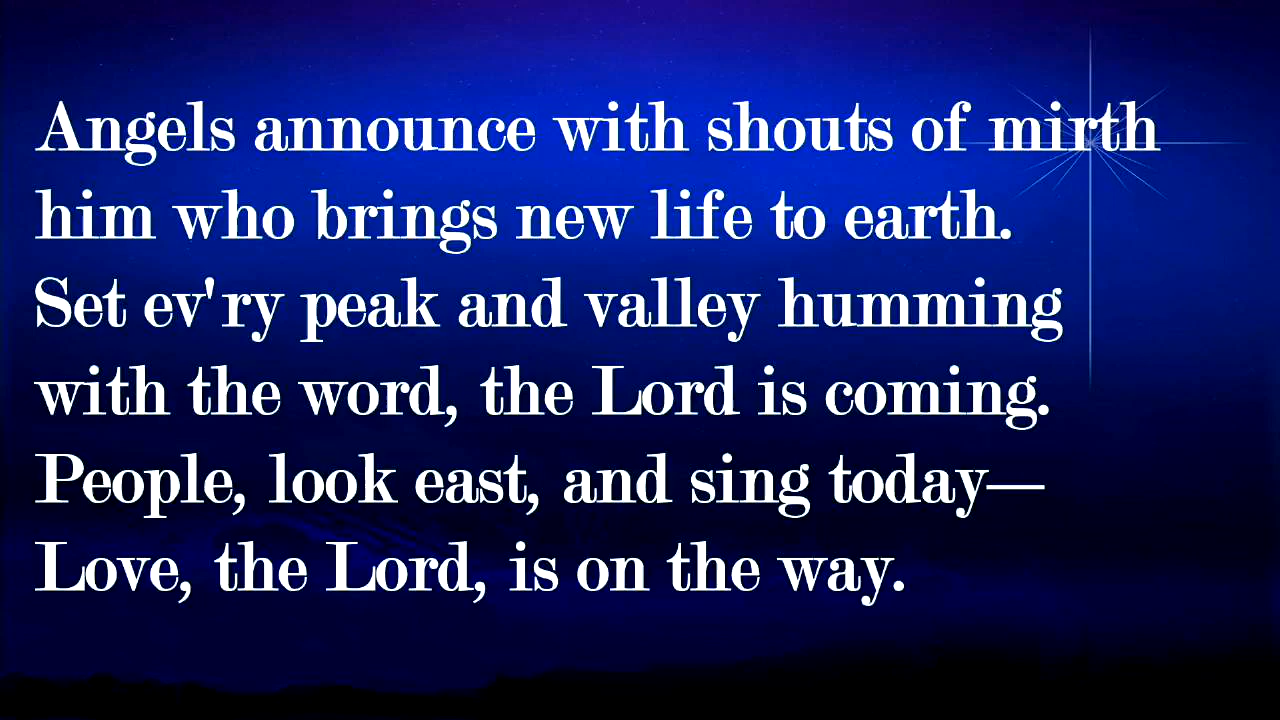 Angels announce with shouts of mirth
him who brings new life to earth.
Set ev'ry peak and valley humming
with the word, the Lord is coming.
People, look east, and sing today—
Love, the Lord, is on the way.